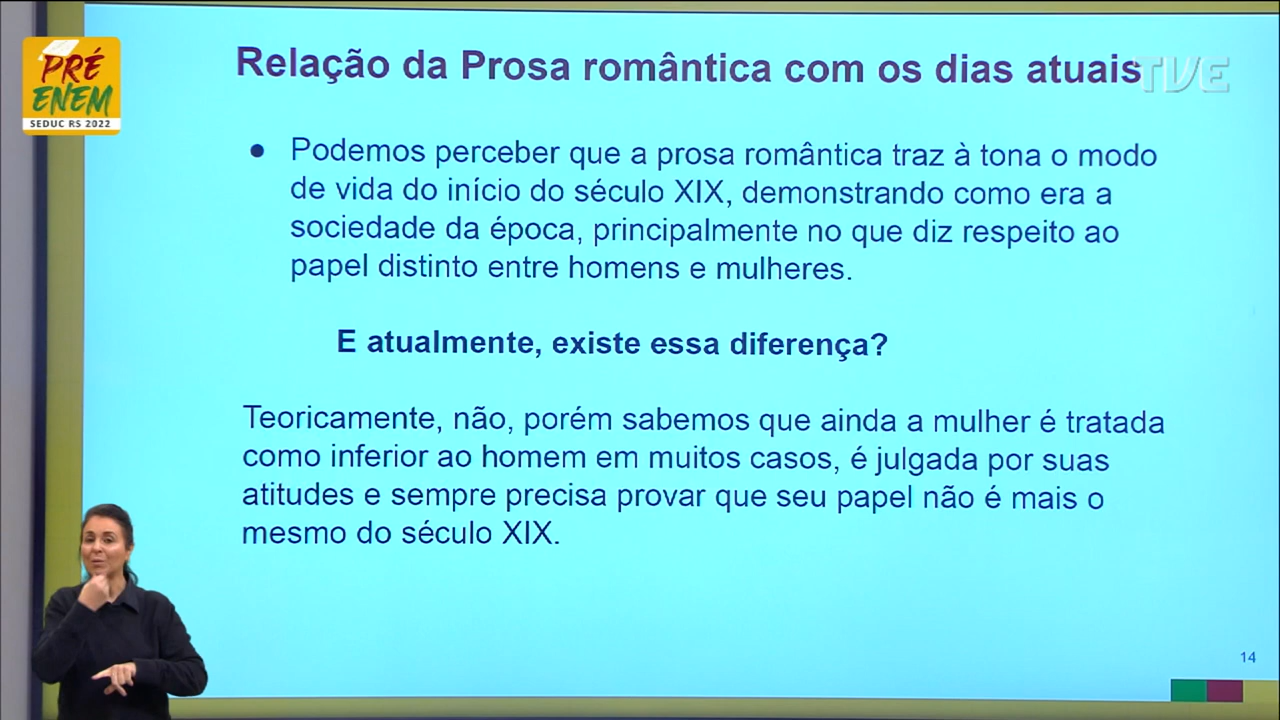 PRÉ
ENEM
SEDUC RS 2022
Relação da Prosa romântica com os dias atuais
TVE
● Podemos perceber que a prosa romântica traz à tona o modo
de vida do início do século XIX, demonstrando como era a
sociedade da época, principalmente no que diz respeito ao
papel distinto entre homens e mulheres.
E atualmente, existe essa diferença?
Teoricamente, não, porém sabemos que ainda a mulher é tratada
como inferior ao homem em muitos casos, é julgada por suas
atitudes e sempre precisa provar que seu papel não é mais o
mesmo do século XIX.
14